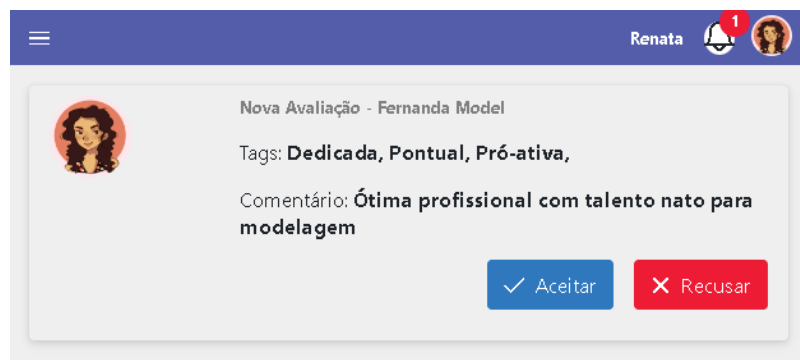 Renata
1
Nova Avaliação - Fernanda Model
Tags: Dedicada, Pontual, Pró-ativa,
Comentário: Ótima profissional com talento nato para
modelagem
Aceitar
Recusar